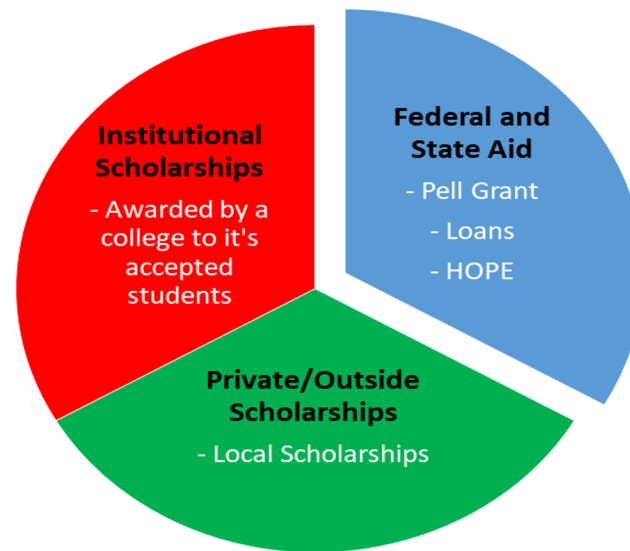 Institutional
Scholarships
- Awarded by a
college to it's
accepted
students
Federal and
State Aid
- Pell Grant
- Loans
- HOPE
Private/Outside
Scholarships
- Local Scholarships